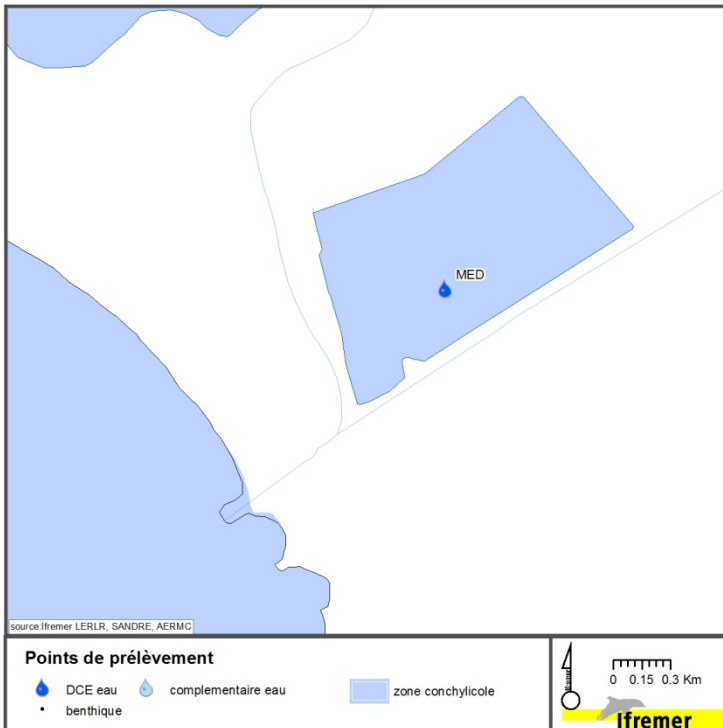 MED
source:Ifremer LERLR, SANDRE, AERMC
Points de prélèvement
DCE eau
complementaire eau
zone conchylicole
benthique
0 0.15 0.3 Km
Ifremer